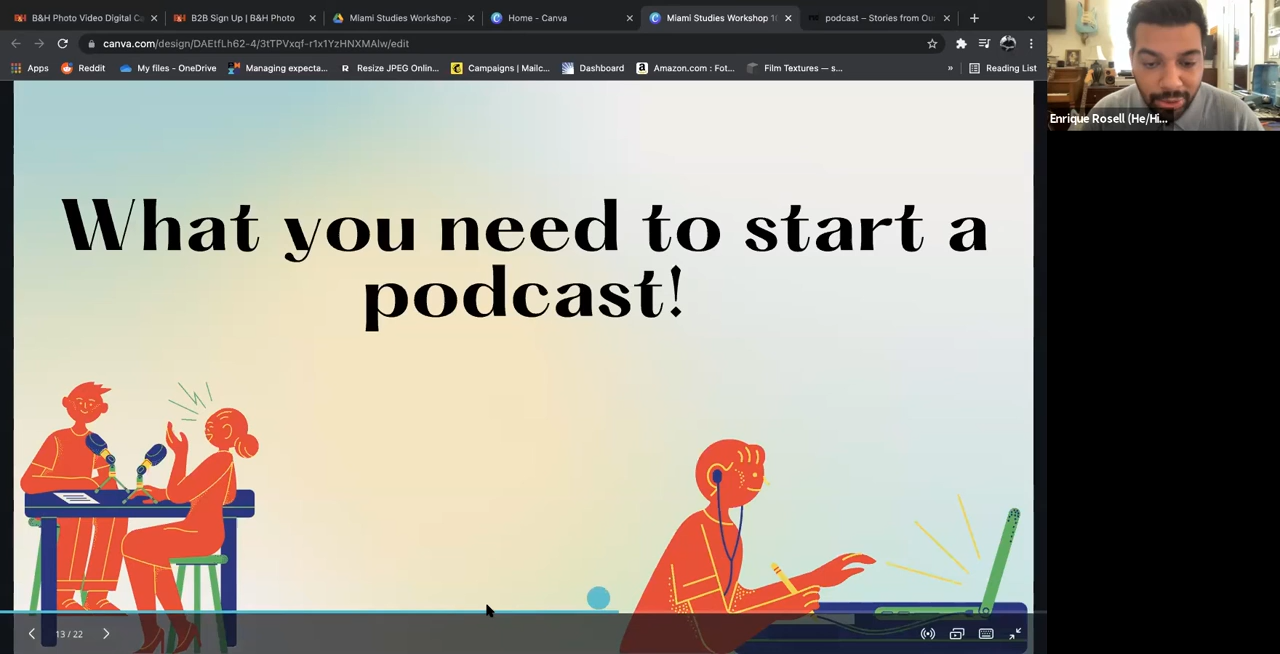 B&H Photo Video Digital Ca
B2B Sign Up | B&H Photo
Miami Studies Workshop -
Home - Canva
Miami Studies Workshop 10
podcast – Stories from Our
canva.com/design/DAEtfLh62-4/3tTPVxqf-r1x1YzHNXMAlw/edit
Apps
Reddit
My files - OneDrive
Managing expecta...
Resize JPEG Onlin...
Campaigns | Mailc...
Dashboard
Amazon.com : Fot...
Film Textures — s...
»
Reading List
Enrique Rosell (He/Hi...
What you need to start a
podcast!
13 / 22